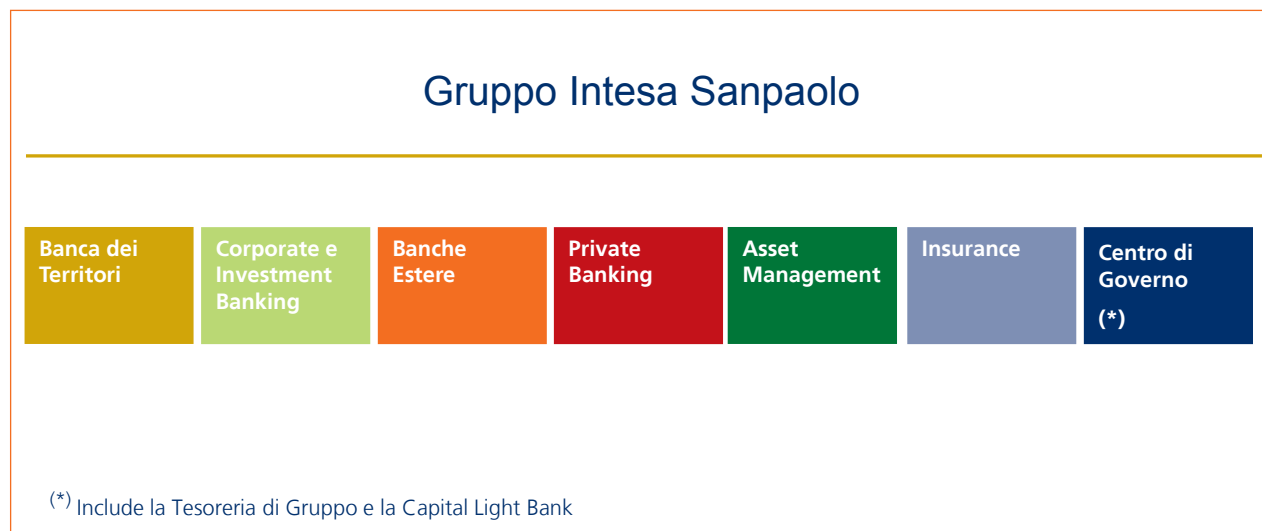 Gruppo Intesa Sanpaolo
Banca dei
Territori
Corporate e
Investment
Banking
Banche
Estere
Private
Banking
Asset
Management
Insurance
Centro di
Governo
(*)
(*) Include la Tesoreria di Gruppo e la Capital Light Bank